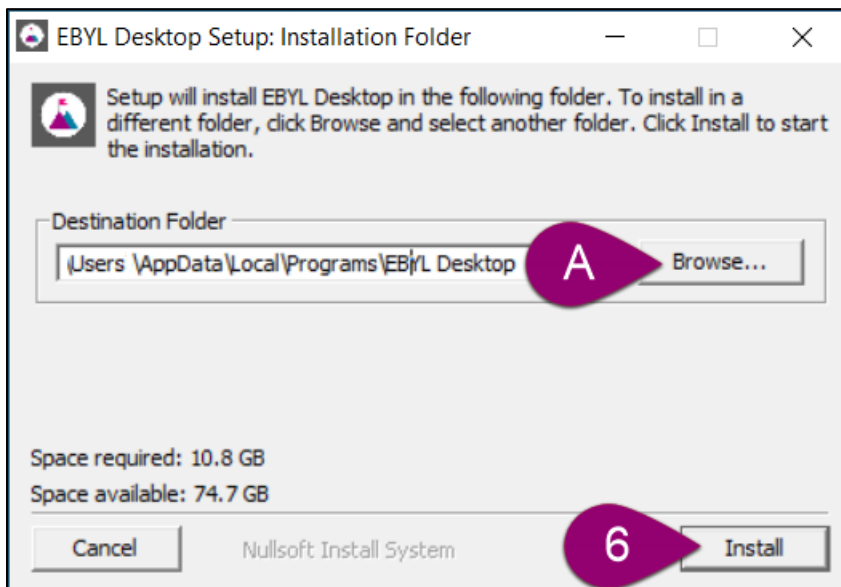 EBYL Desktop Setup: Installation Folder
Setup will install EBYL Desktop in the following folder. To install in a
different folder, click Browse and select another folder. Click Install to start
the installation.
Destination Folder
\Users \AppData\Local\Programs\EBYL Desktop
A
Browse...
Space required: 10.8 GB
Space available: 74.7 GB
Cancel
Nullsoft Install System
6
Install